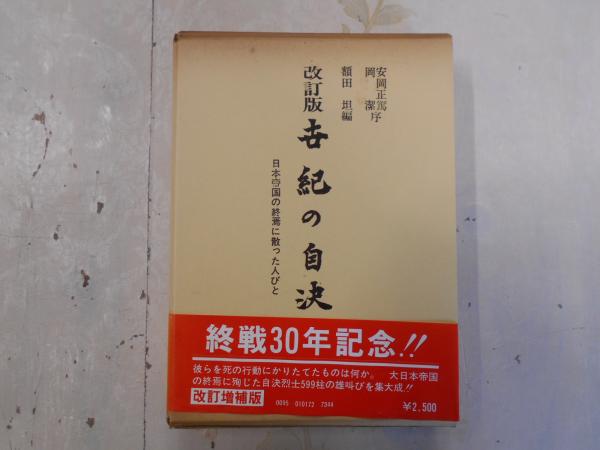 安岡正篤
岡 潔 序
額田 坦編
改訂版 世紀の自決
日本帝国の終焉に散った人びと
終戦30年記念!!
彼らを死の行動にかりたてたものは何か。 大日本帝国
の終焉に殉じた自決烈士599柱の雄叫びを集大成!!
改訂増補版
0095 010172 7344
¥2,500